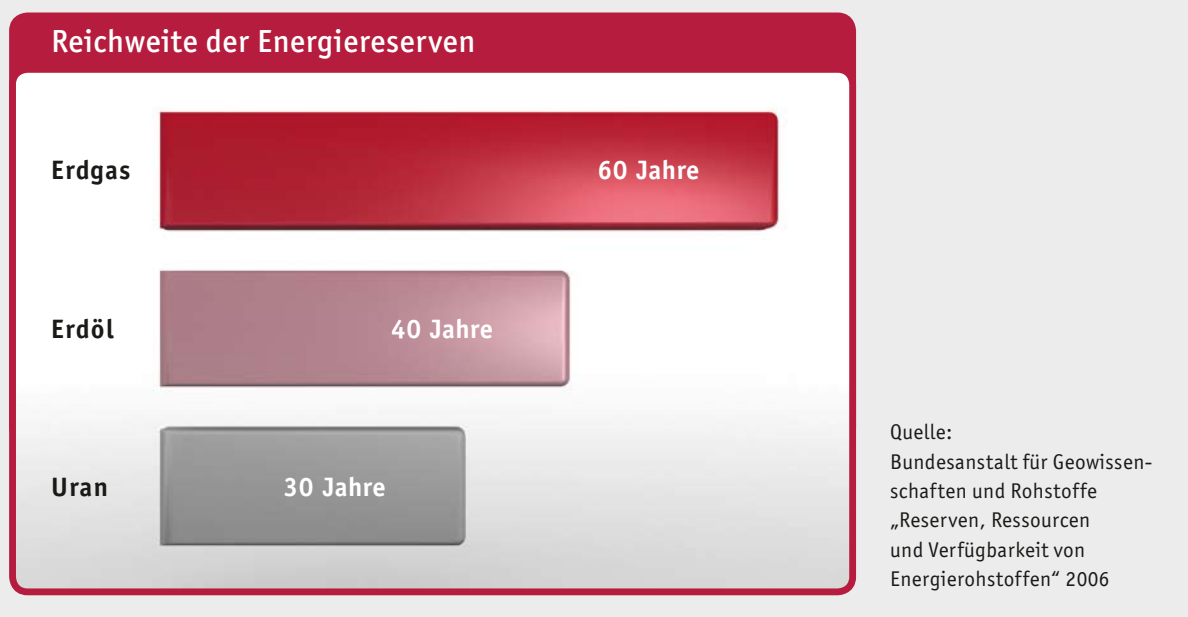 Reichweite der Energiereserven
Erdgas
60 Jahre
Erdöl
40 Jahre
Uran
30 Jahre
Quelle:
Bundesanstalt für Geowissen-
schaften und Rohstoffe
„Reserven, Ressourcen
und Verfügbarkeit von
Energierohstoffen“ 2006